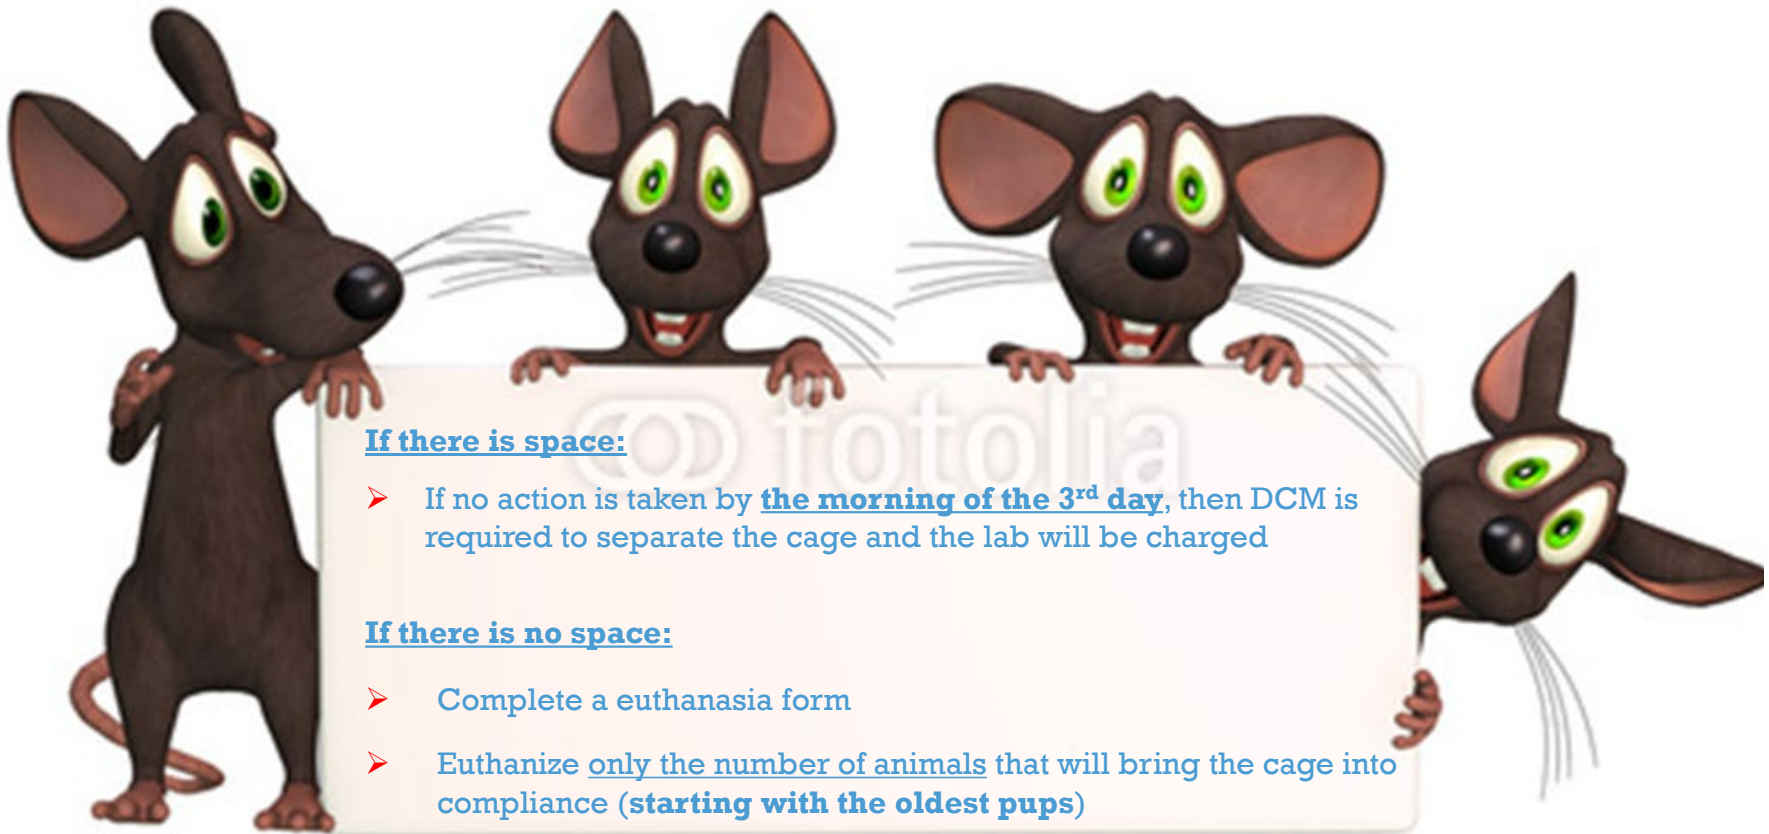 fotolia
If there is space:
➢ If no action is taken by the morning of the 3rd day, then DCM is
required to separate the cage and the lab will be charged
If there is no space:
➢ Complete a euthanasia form
➢ Euthanize only the number of animals that will bring the cage into
compliance (starting with the oldest pups)